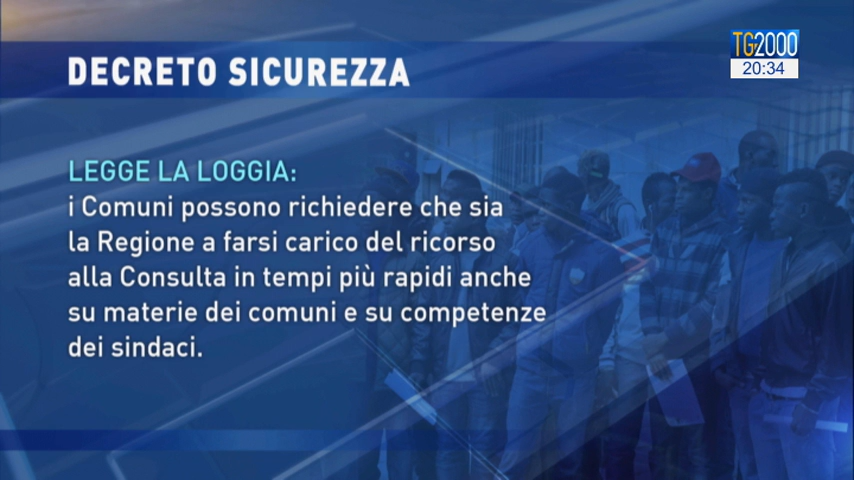 DECRETO SICUREZZA
TG2000
20:34
LEGGE LA LOGGIA:
i Comuni possono richiedere che sia
la Regione a farsi carico del ricorso
alla Consulta in tempi più rapidi anche
su materie dei comuni e su competenze
dei sindaci.